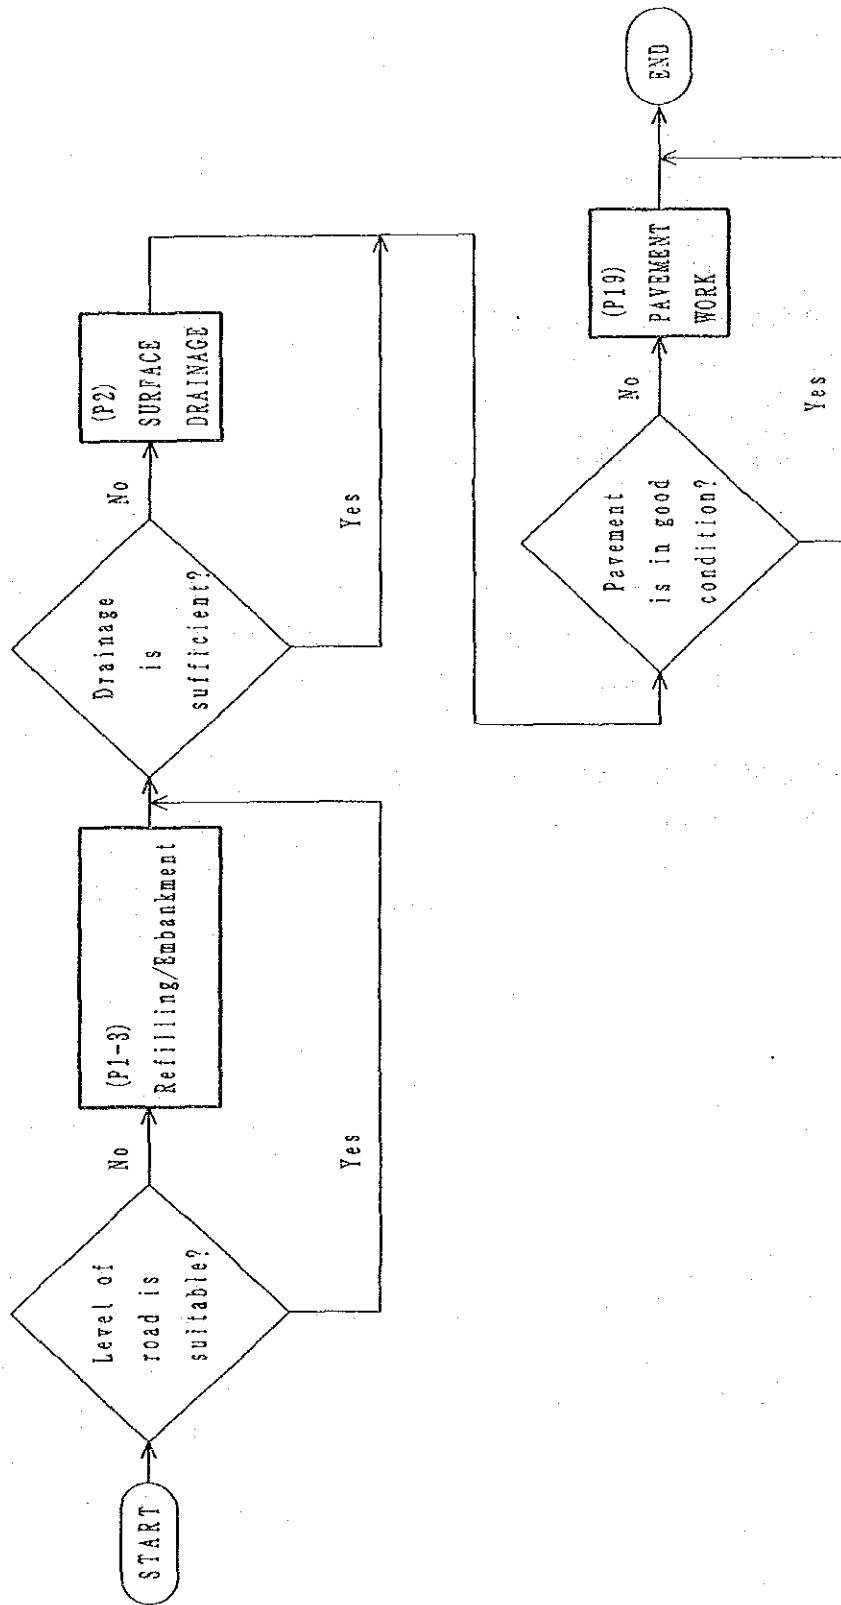 START
Level of
road is
suitable?
No
Yes
(P1-3)
Refilling/Embankment
Drainage
is
sufficient?
No
Yes
(P2)
SURFACE
DRAINAGE
Pavement
is in good
condition?
No
Yes
(P19)
PAVEMENT
WORK
END